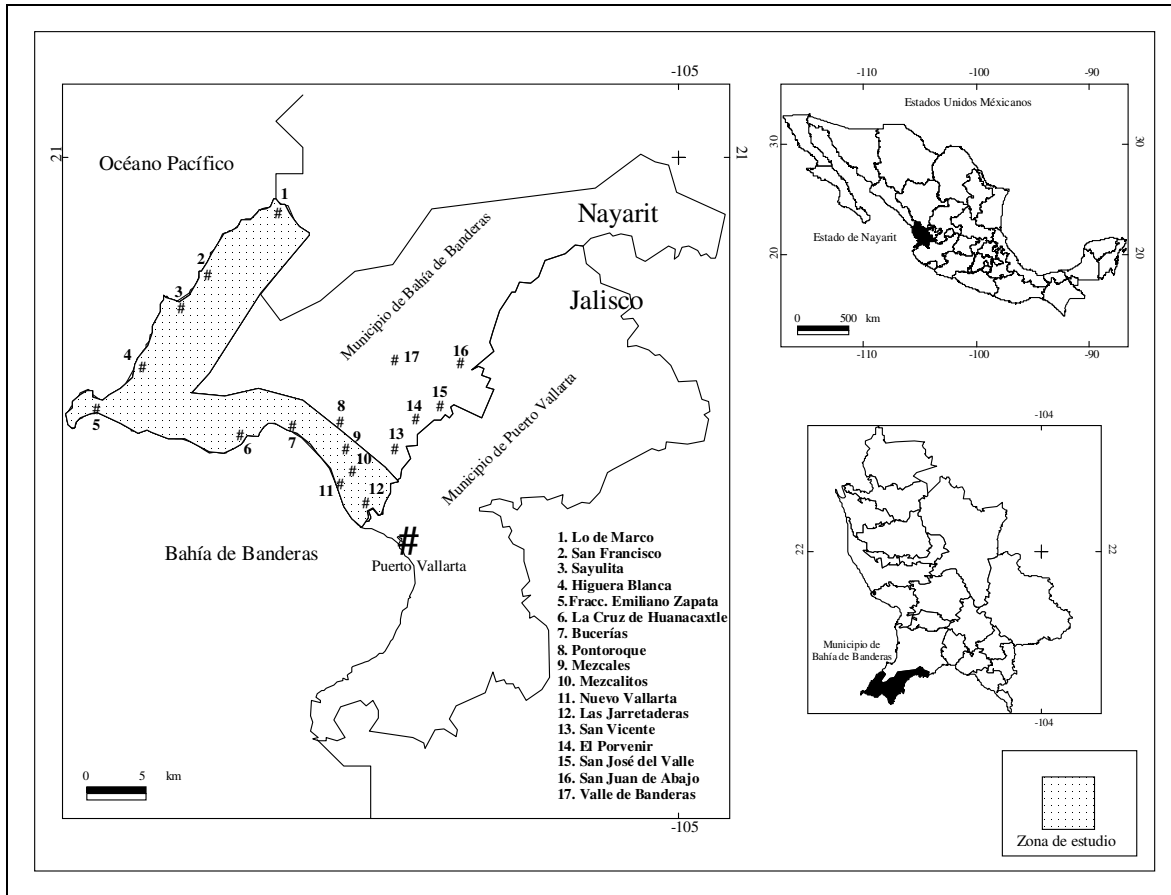 -105
21
21
Océano Pacífico
1
Nayarit
2
3
Municipio de Bahía de Banderas
Jalisco
4
17
16
5
6
7
8
15
14
13
9
10
11
12
Municipio de Puerto Vallarta
Bahía de Banderas
Puerto Vallarta
1. Lo de Marco
2. San Francisco
3. Sayulita
4. Higuera Blanca
5.Fracc. Emiliano Zapata
6. La Cruz de Huanacaxtle
7. Bucerías
8. Pontoroque
9. Mezcales
10. Mezcalitos
11. Nuevo Vallarta
12. Las Jarretaderas
13. San Vicente
14. El Porvenir
15. San José del Valle
16. San Juan de Abajo
17. Valle de Banderas
0 5 km
-105
-110 -100 -90
Estados Unidos Méxicanos
30
30
Estado de Nayarit
20
20
0 500 km
-110 -100 -90
-104
22
22
Municipio de
Bahía de Banderas
-104
Zona de estudio